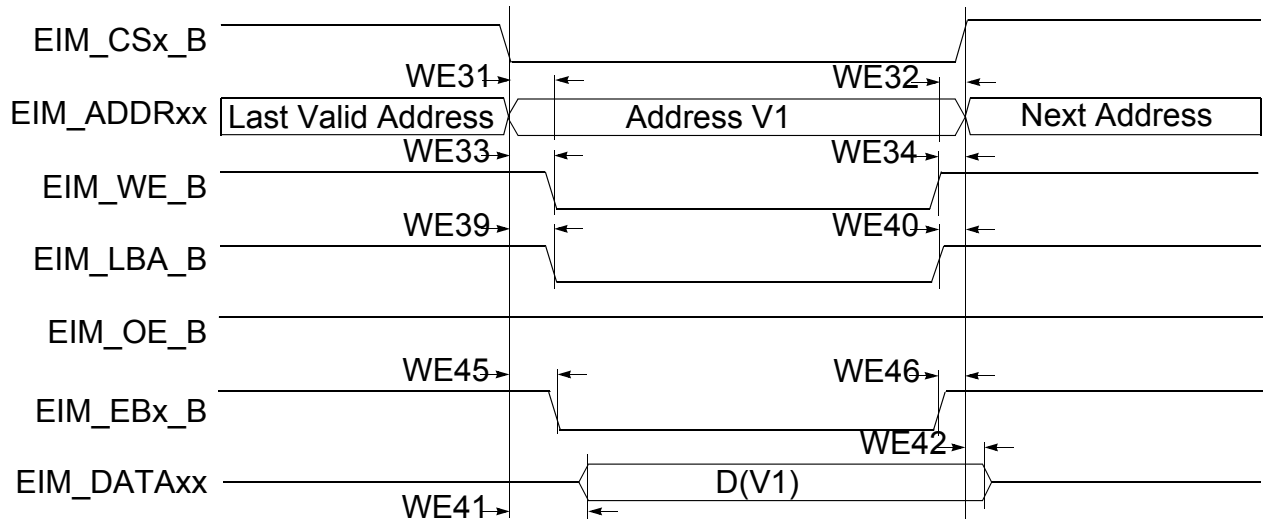 EIM_CSx_B
WE31 WE32
EIM_ADDRxx Last Valid Address Address V1 Next Address
WE33 WE34
EIM_WE_B
WE39 WE40
EIM_LBA_B
EIM_OE_B
WE45 WE46
EIM_EBx_B
WE42
EIM_DATAxx D(V1)
WE41